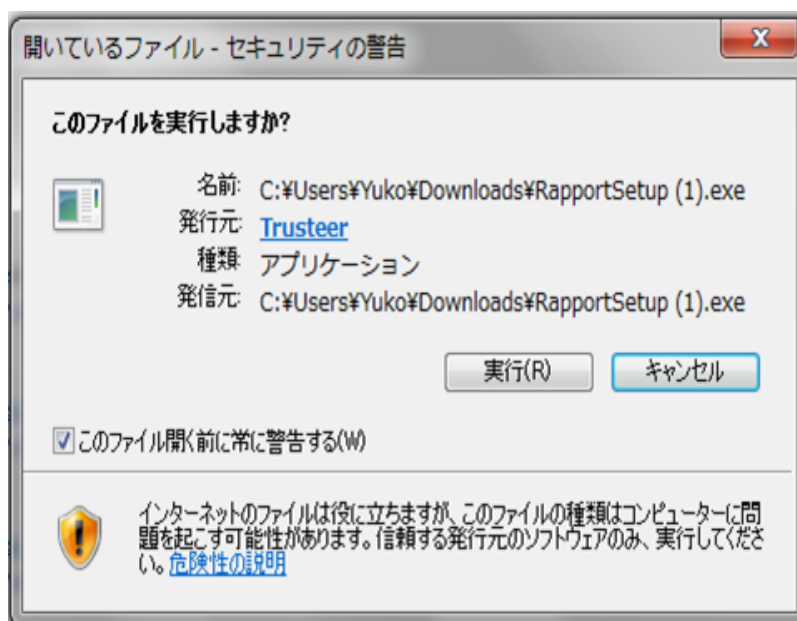 開いているファイル - セキュリティの警告
X
このファイルを実行しますか?
名前: C:¥Users¥Yuko¥Downloads¥RapportSetup (1).exe
発行元: Trusteer
種類: アプリケーション
発信元: C:¥Users¥Yuko¥Downloads¥RapportSetup (1).exe
実行(R) キャンセル
このファイル開く前に常に警告する(W)
インターネットのファイルは役に立ちますが、このファイルの種類はコンピューターに問
題を起こす可能性があります。信頼する発行元のソフトウェアのみ、実行してくださ
い。危険性の説明